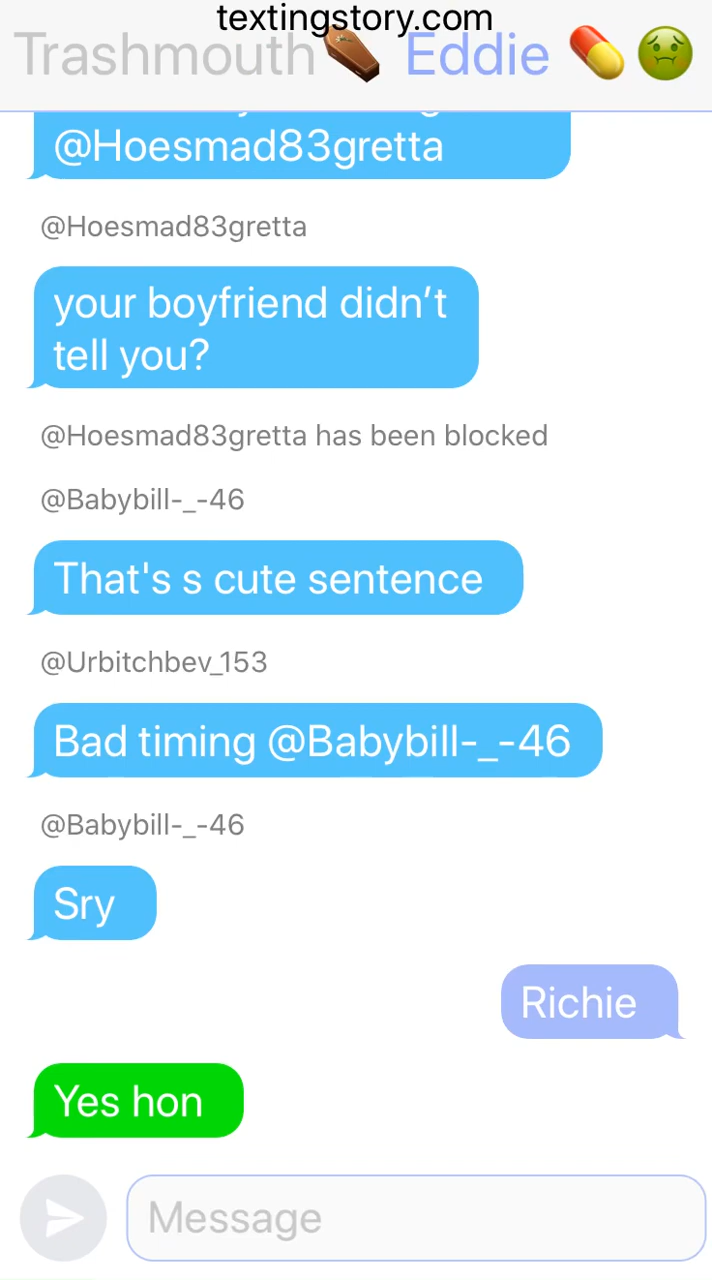 textingstory.com
Trashmouth⚰️ Eddie 💊🤢
@Hoesmad83gretta
@Hoesmad83gretta
your boyfriend didn’t
tell you?
@Hoesmad83gretta has been blocked
@Babybill-_-46
That's s cute sentence
@Urbitchbev_153
Bad timing @Babybill-_-46
@Babybill-_-46
Sry
Richie
Yes hon
Message